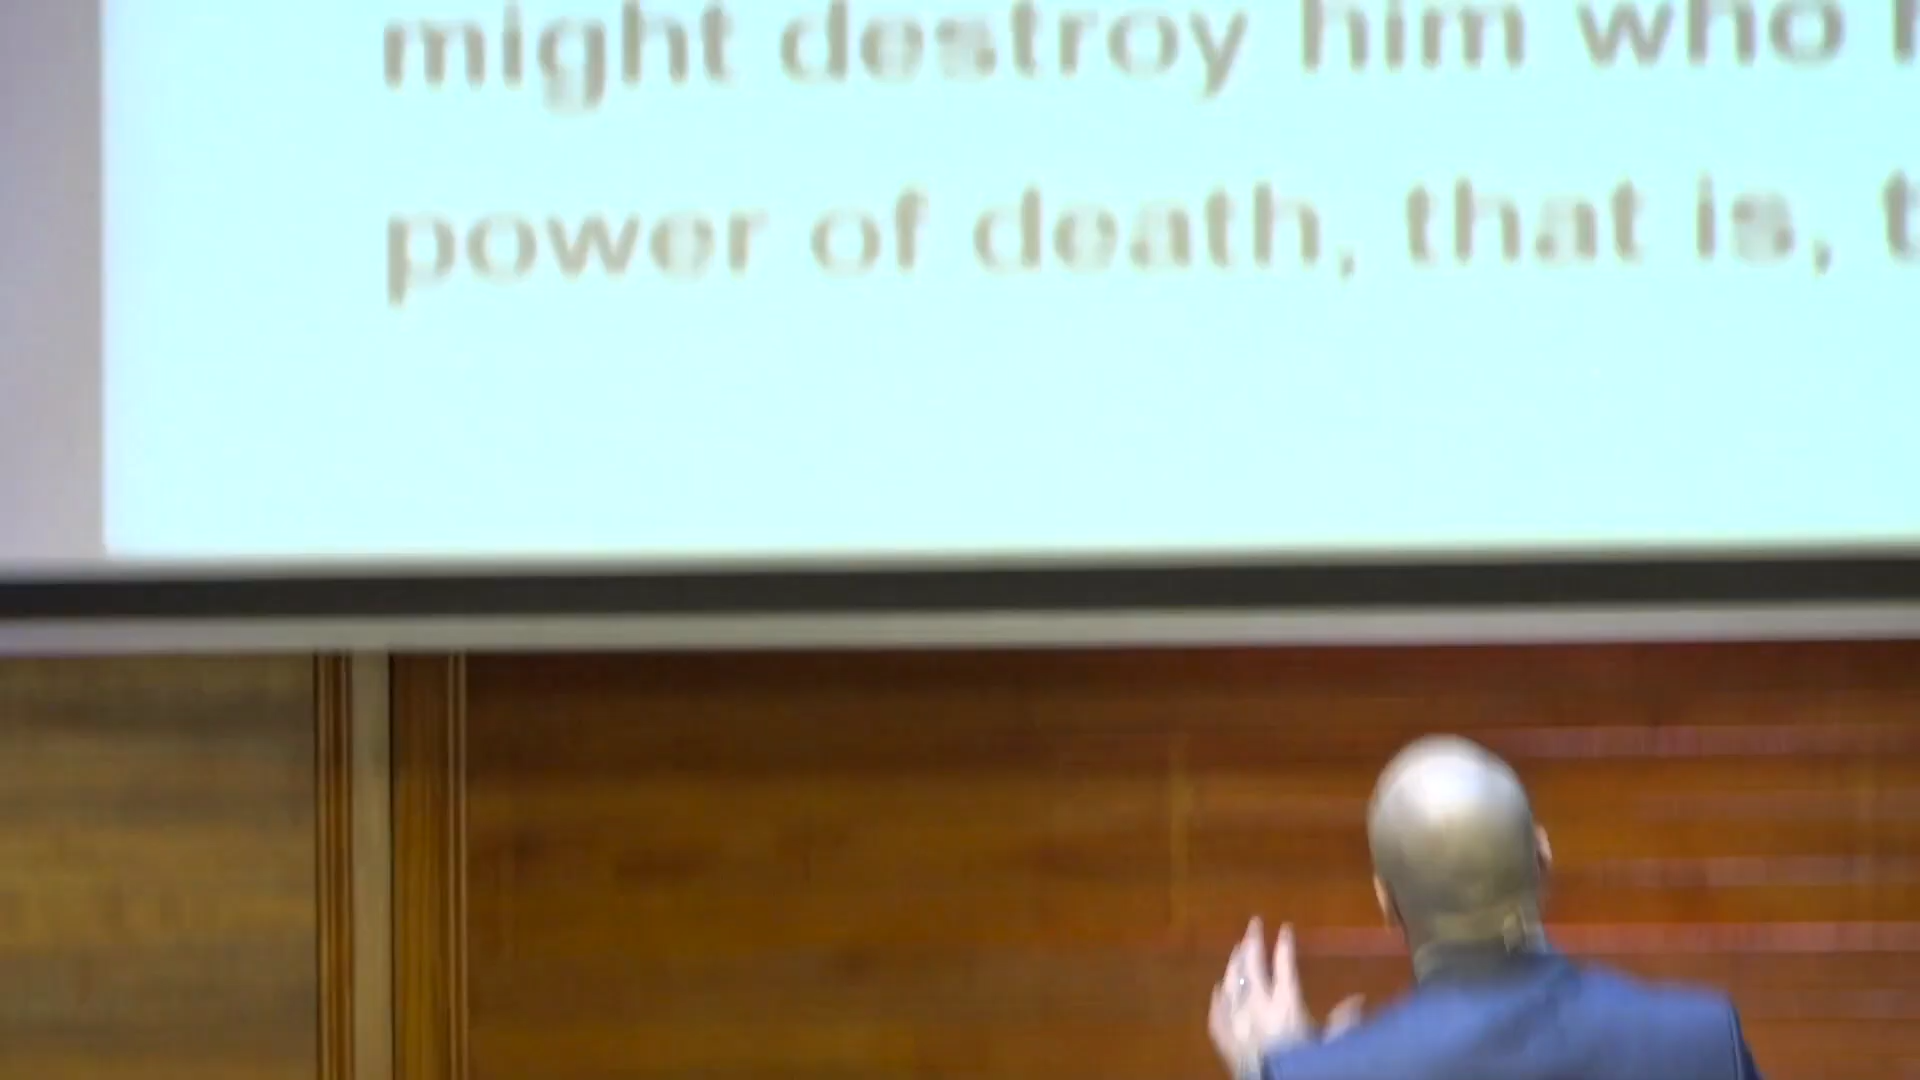 might destroy him who
power of death, that is,